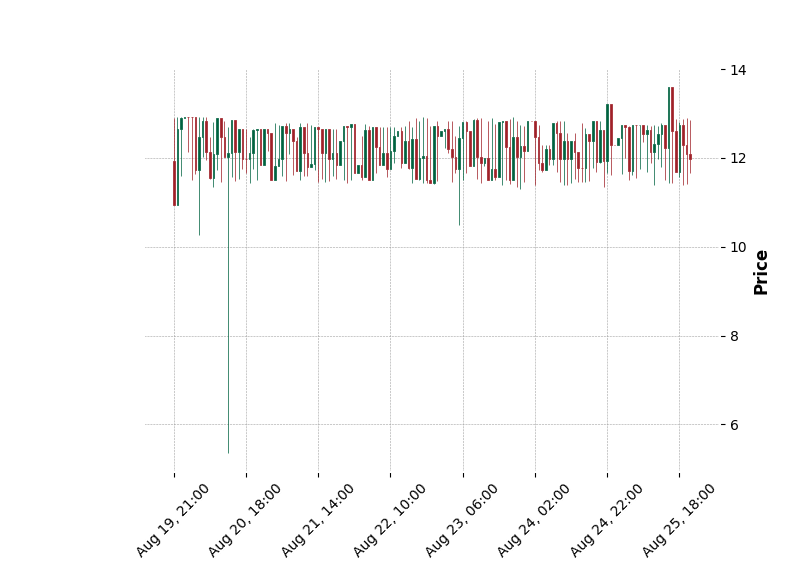 14
12
10
8
6
Price
Aug 19, 21:00
Aug 20, 18:00
Aug 21, 14:00
Aug 22, 10:00
Aug 23, 06:00
Aug 24, 02:00
Aug 24, 22:00
Aug 25, 18:00